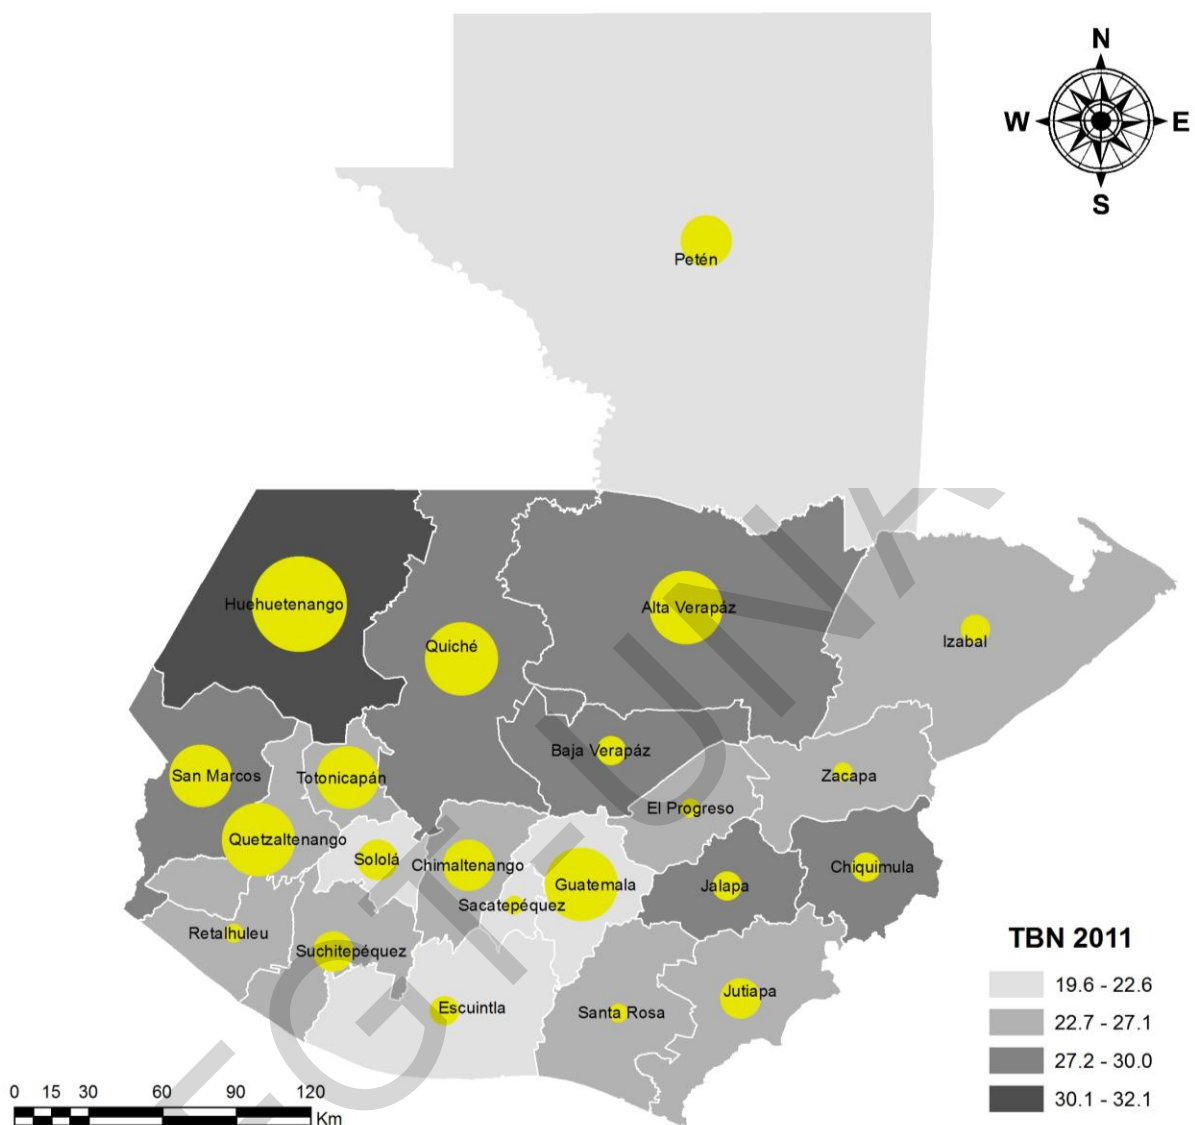 N
W E
S
Petén
Huehuetenango
Alta Verapáz
Quiché
Izabal
Baja Verapáz
San Marcos
Totonicapán
Zacapa
El Progreso
Quetzaltenango
Sololá
Chimaltenango
Chiquimula
Guatemala
Jalapa
Sacatepéquez
Retalhuleu
Suchitepéquez
Jutiapa
Escuintla
Santa Rosa
TBN 2011
19.6 - 22.6
22.7 - 27.1
27.2 - 30.0
30.1 - 32.1
0 15 30 60 90 120
Km